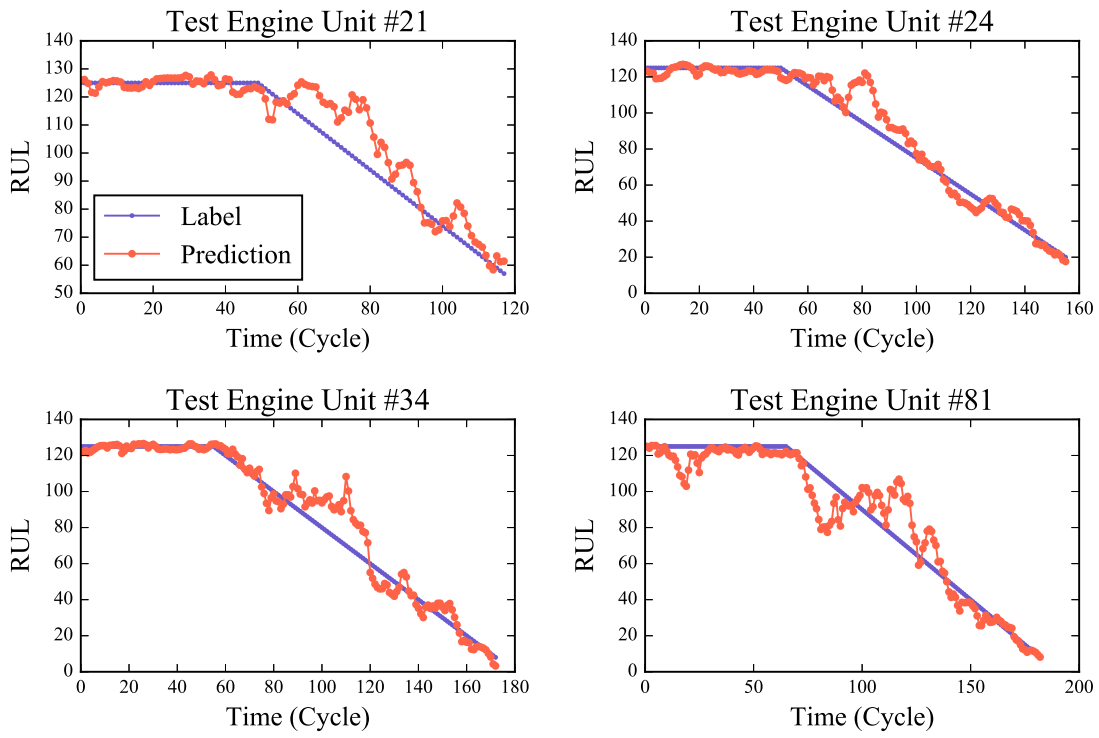 Test Engine Unit #21
140
130
120
110
100
90
80
70
60
50
RUL
Label
Prediction
0 20 40 60 80 100 120
Time (Cycle)
Test Engine Unit #24
140
120
100
80
60
40
20
0
RUL
0 20 40 60 80 100 120 140 160
Time (Cycle)
Test Engine Unit #34
140
120
100
80
60
40
20
0
RUL
0 20 40 60 80 100 120 140 160 180
Time (Cycle)
Test Engine Unit #81
140
120
100
80
60
40
20
0
RUL
0 50 100 150 200
Time (Cycle)